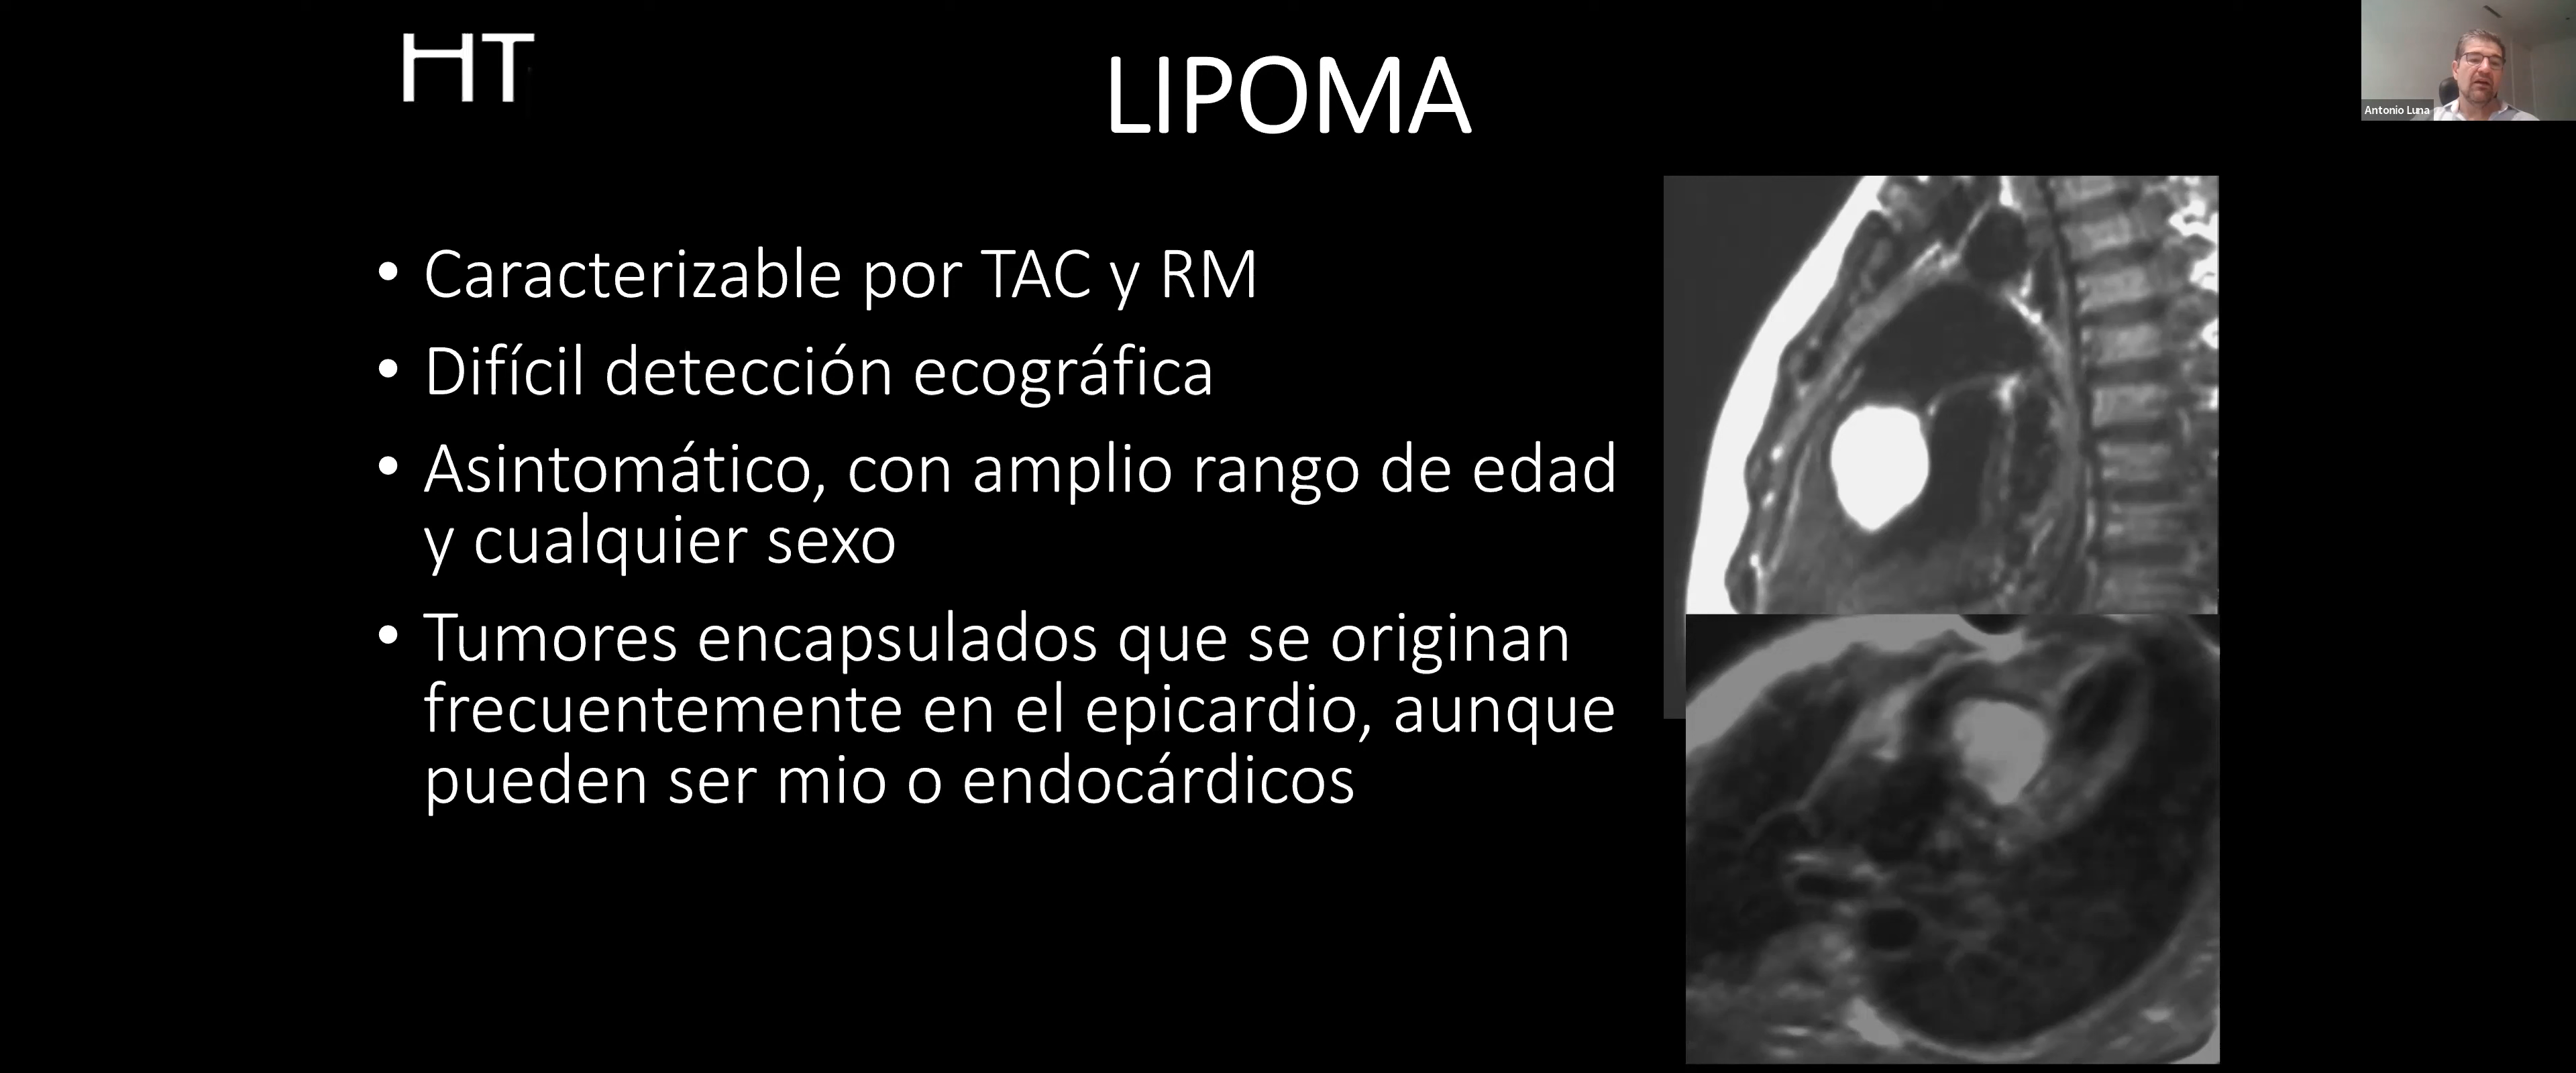 HT
LIPOMA
Antonio Luna
• Caracterizable por TAC y RM
• Difícil detección ecográfica
• Asintomático, con amplio rango de edad
y cualquier sexo
• Tumores encapsulados que se originan
frecuentemente en el epicardio, aunque
pueden ser mio o endocárdicos